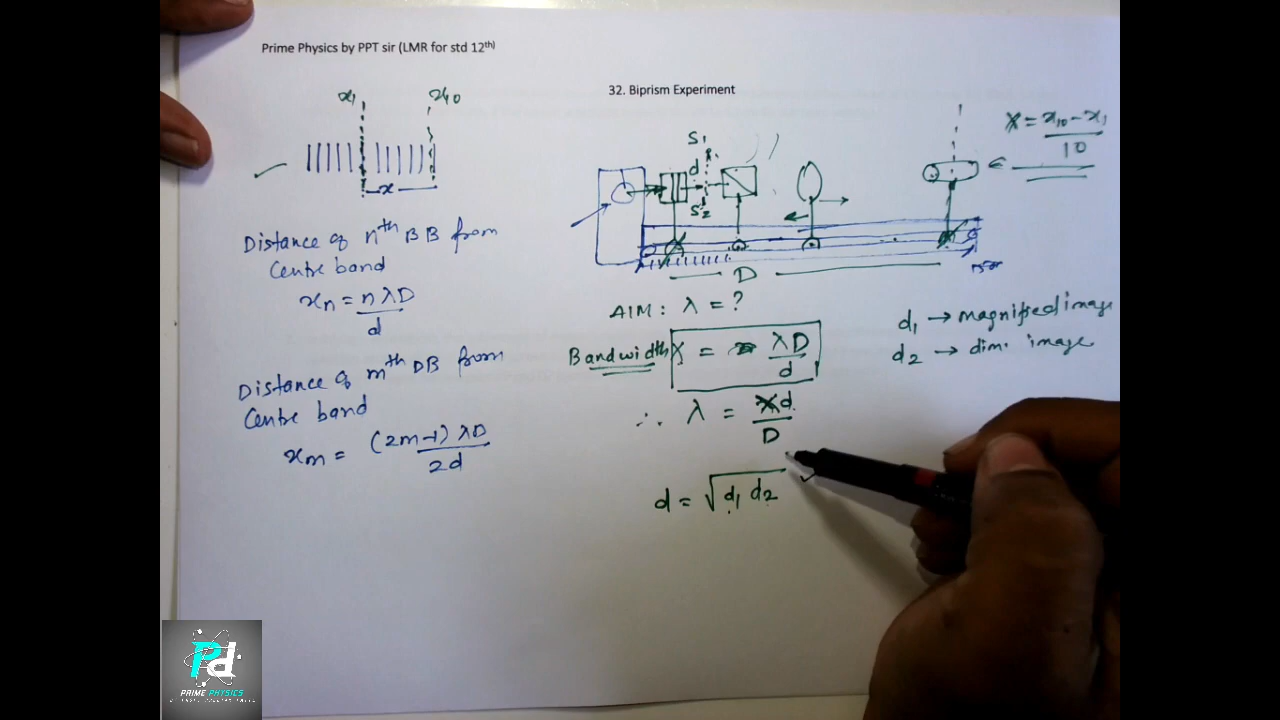 Prime Physics by PPT sir (LMR for std 12th)
32. Biprism Experiment
x1 x10
x
X = x10 - x1 / 10
S1
d
S2
D
Distance of nth BB from
Centre band
xn = nλD / d
Distance of mth DB from
Centre band
xm = (2m-1) λD / 2d
AIM: λ = ?
Bandwidth X = λD / d
∴ λ = Xd / D
d = √d1 d2
d1 → magnified image
d2 → dim. image
Pd
PRIME PHYSICS